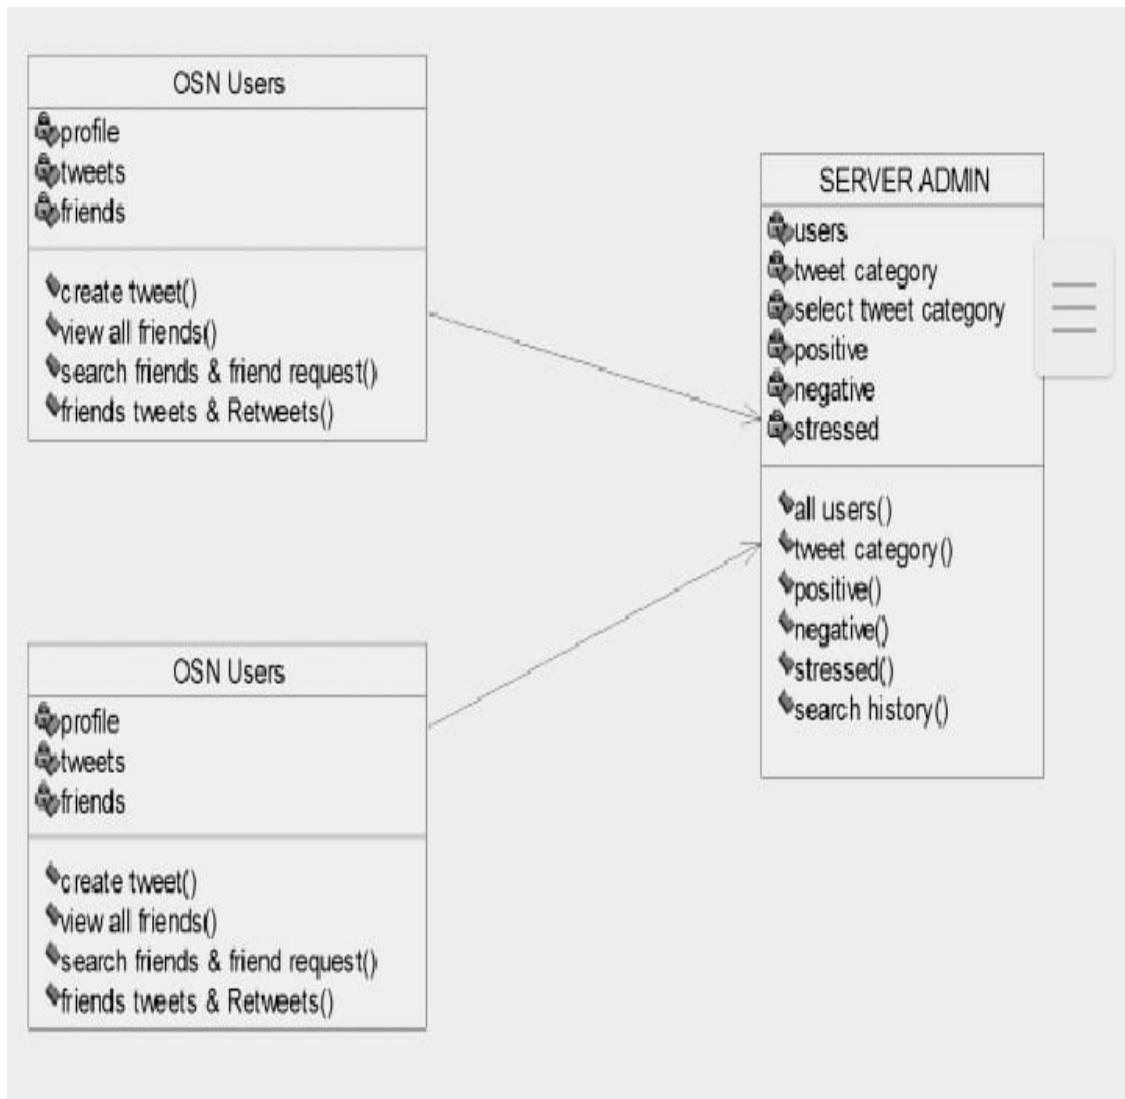 OSN Users
profile
tweets
friends
create tweet()
view all friends()
search friends & friend request()
friends tweets & Retweets()
SERVER ADMIN
users
tweet category
select tweet category
positive
negative
stressed
all users()
tweet category()
positive()
negative()
stressed()
search history()
OSN Users
profile
tweets
friends
create tweet()
view all friends()
search friends & friend request()
friends tweets & Retweets()